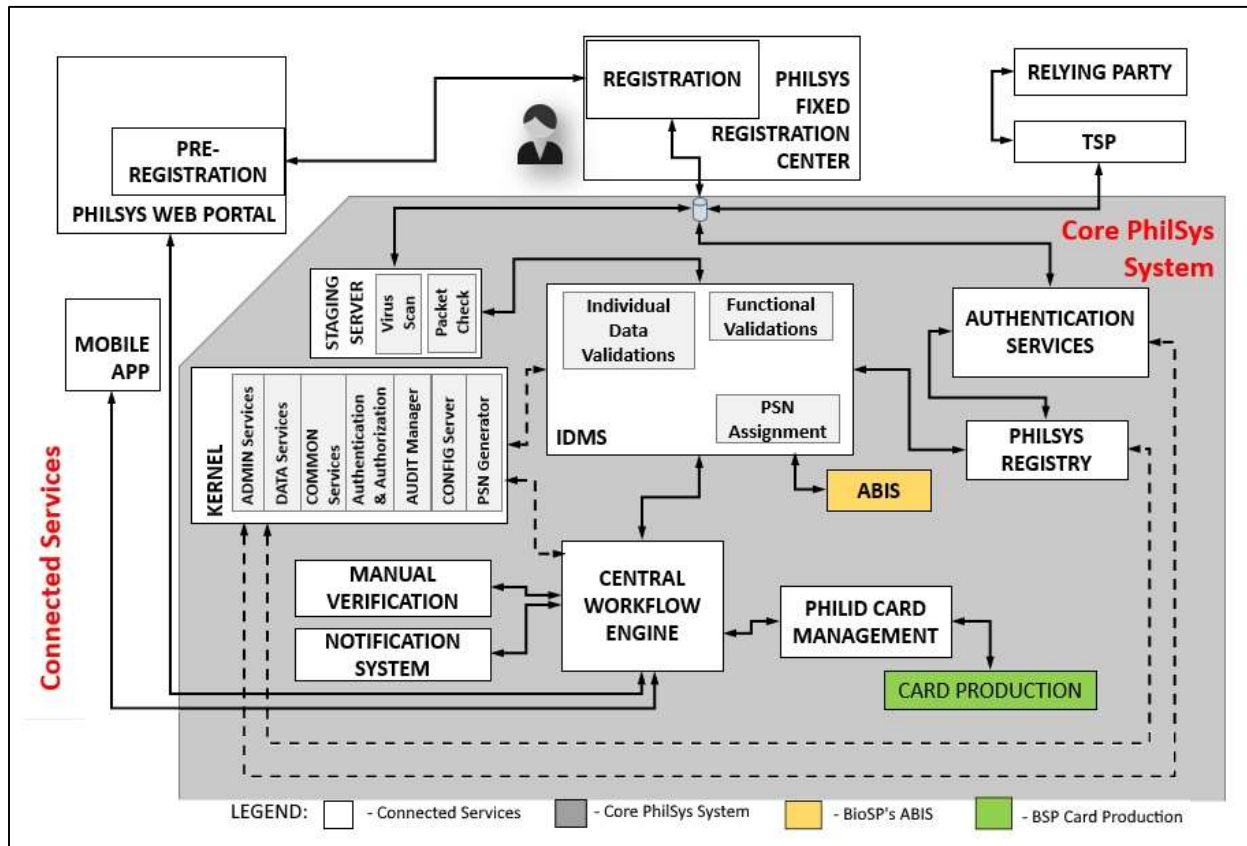 REGISTRATION
PHILSYS
FIXED
REGISTRATION
CENTER
RELYING PARTY
TSP
PRE-
REGISTRATION
PHILSYS WEB PORTAL
Core PhilSys
System
STAGING
SERVER
Virus
Scan
Packet
Check
Individual
Data
Validations
Functional
Validations
PSN
Assignment
IDMS
AUTHENTICATION
SERVICES
PHILSYS
REGISTRY
ABIS
MOBILE
APP
KERNEL
ADMIN Services
DATA Services
COMMON
Services
Authentication
& Authorization
AUDIT Manager
CONFIG Server
PSN Generator
Connected Services
MANUAL
VERIFICATION
NOTIFICATION
SYSTEM
CENTRAL
WORKFLOW
ENGINE
PHILID CARD
MANAGEMENT
CARD PRODUCTION
LEGEND:
- Connected Services
- Core PhilSys System
- BioSP's ABIS
- BSP Card Production